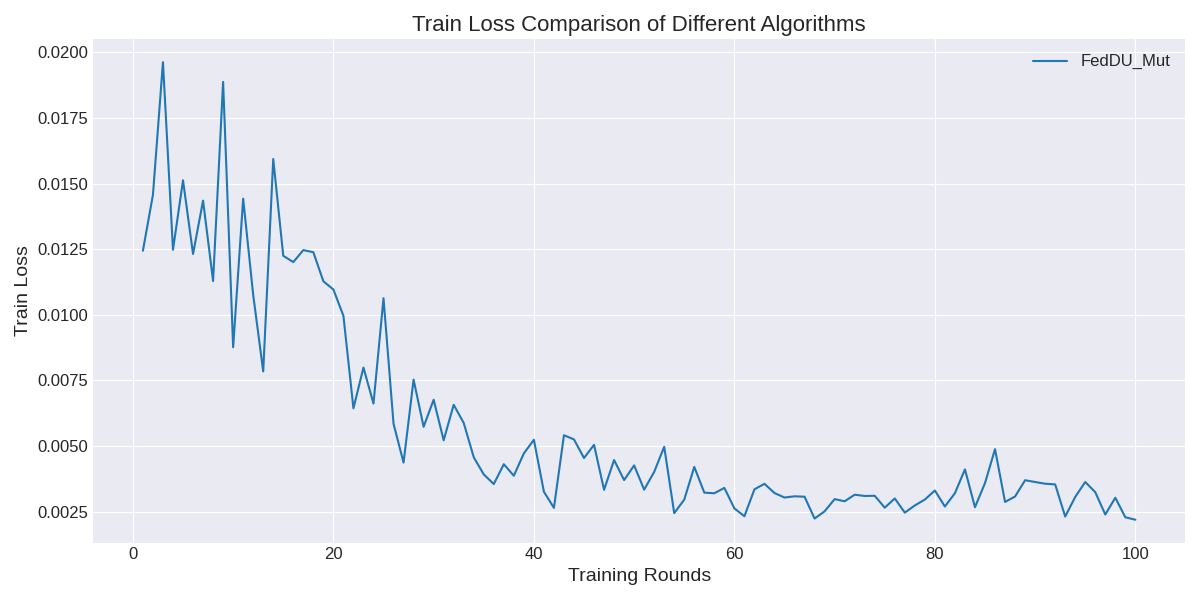 Train Loss Comparison of Different Algorithms
FedDU_Mut
Train Loss
0.0200
0.0175
0.0150
0.0125
0.0100
0.0075
0.0050
0.0025
0 20 40 60 80 100
Training Rounds